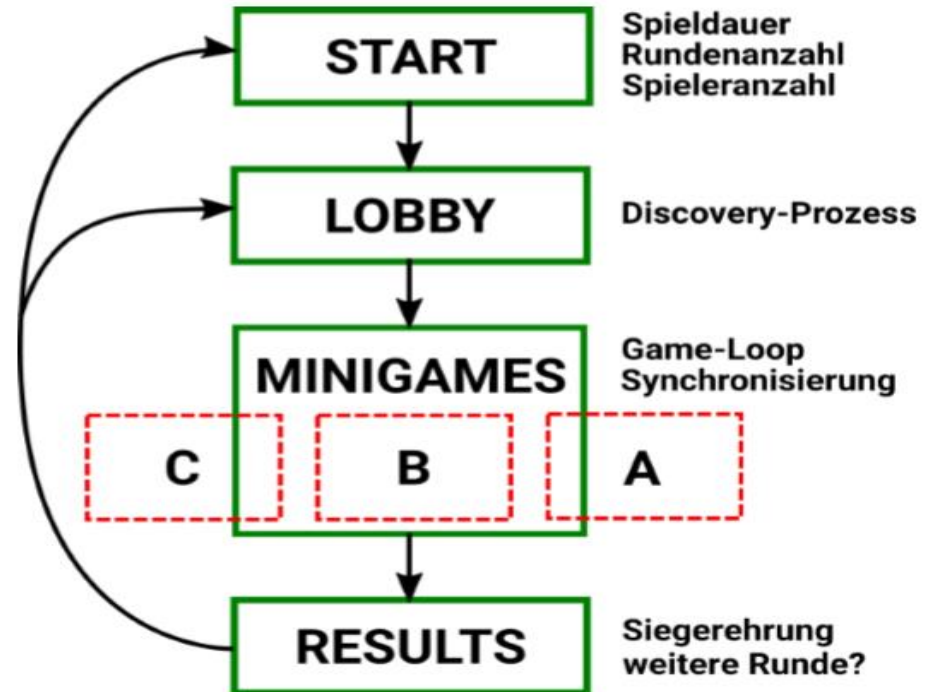 START
Spieldauer
Rundenanzahl
Spieleranzahl
LOBBY
Discovery-Prozess
MINIGAMES
Game-Loop
Synchronisierung
C
B
A
RESULTS
Siegerehrung
weitere Runde?